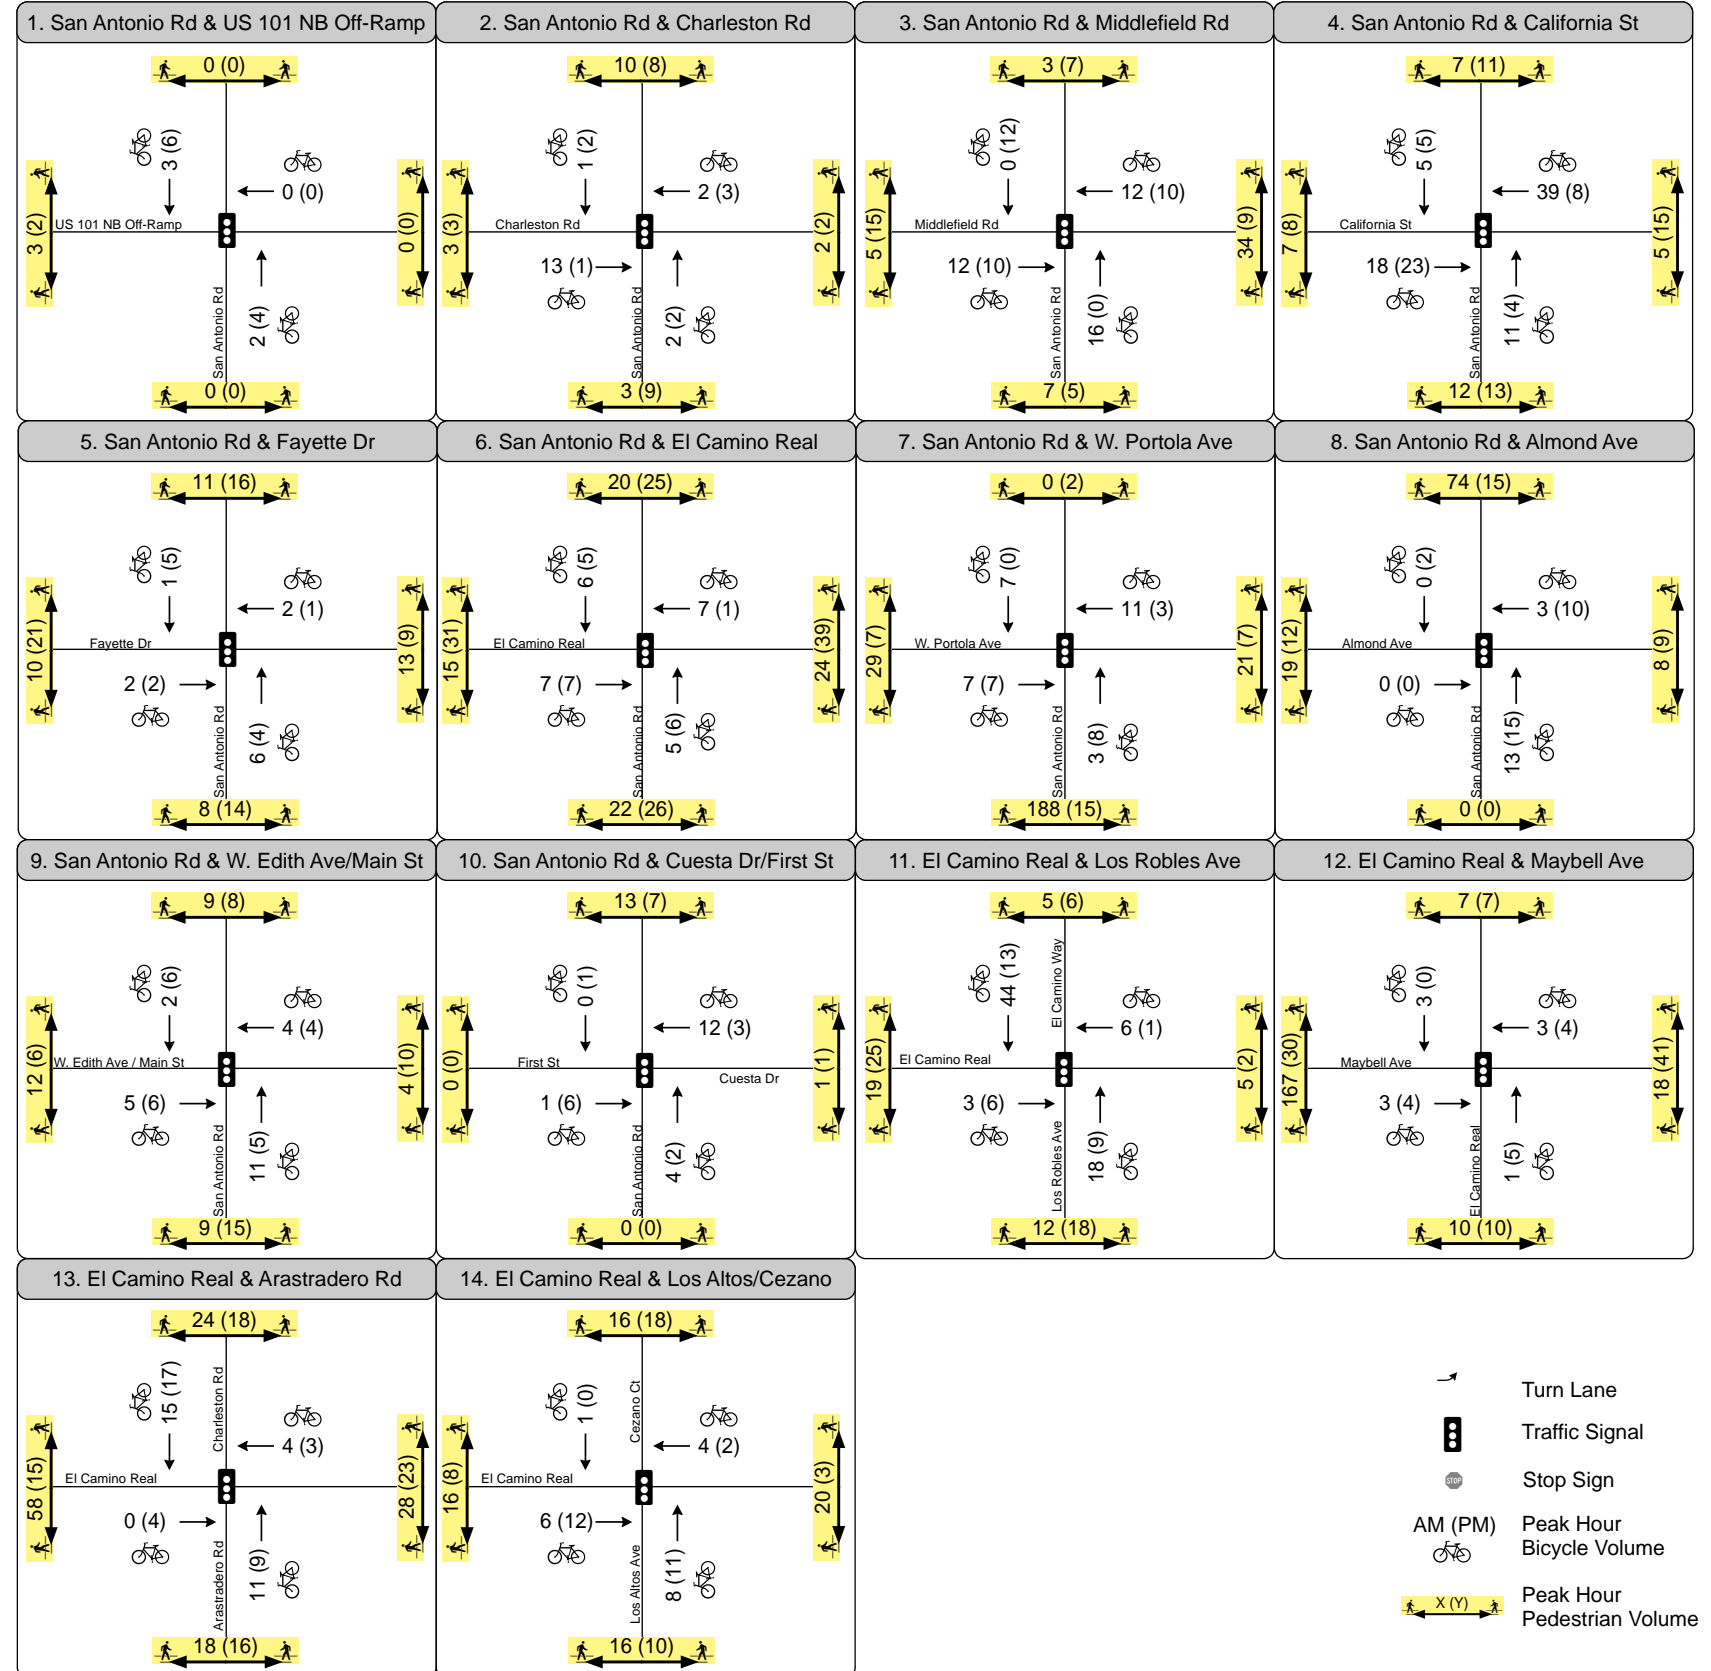 1. San Antonio Rd & US 101 NB Off-Ramp
0 (0)
3 (6)
0 (0)
3 (2)
US 101 NB Off-Ramp
0 (0)
2 (4)
San Antonio Rd
0 (0)
2. San Antonio Rd & Charleston Rd
10 (8)
1 (2)
2 (3)
3 (3)
Charleston Rd
2 (2)
13 (1)
2 (2)
San Antonio Rd
3 (9)
3. San Antonio Rd & Middlefield Rd
3 (7)
0 (12)
12 (10)
5 (15)
Middlefield Rd
34 (9)
12 (10)
16 (0)
San Antonio Rd
7 (5)
4. San Antonio Rd & California St
7 (11)
5 (5)
39 (8)
7 (8)
California St
5 (15)
18 (23)
11 (4)
San Antonio Rd
12 (13)
5. San Antonio Rd & Fayette Dr
11 (16)
1 (5)
2 (1)
10 (21)
Fayette Dr
13 (9)
2 (2)
6 (4)
San Antonio Rd
8 (14)
6. San Antonio Rd & El Camino Real
20 (25)
6 (5)
7 (1)
15 (31)
El Camino Real
24 (39)
7 (7)
5 (6)
San Antonio Rd
22 (26)
7. San Antonio Rd & W. Portola Ave
0 (2)
7 (0)
11 (3)
29 (7)
W. Portola Ave
21 (7)
7 (7)
3 (8)
San Antonio Rd
188 (15)
8. San Antonio Rd & Almond Ave
74 (15)
0 (2)
3 (10)
19 (12)
Almond Ave
8 (9)
0 (0)
13 (15)
San Antonio Rd
0 (0)
9. San Antonio Rd & W. Edith Ave/Main St
9 (8)
2 (6)
4 (4)
12 (6)
W. Edith Ave / Main St
4 (10)
5 (6)
11 (5)
San Antonio Rd
9 (15)
10. San Antonio Rd & Cuesta Dr/First St
13 (7)
0 (1)
12 (3)
0 (0)
First St
Cuesta Dr
1 (1)
1 (6)
4 (2)
San Antonio Rd
0 (0)
11. El Camino Real & Los Robles Ave
5 (6)
44 (13)
El Camino Way
6 (1)
19 (25)
El Camino Real
5 (2)
3 (6)
18 (9)
Los Robles Ave
12 (18)
12. El Camino Real & Maybell Ave
7 (7)
3 (0)
3 (4)
167 (30)
Maybell Ave
18 (41)
3 (4)
1 (5)
El Camino Real
10 (10)
13. El Camino Real & Arastradero Rd
24 (18)
15 (17)
Charleston Rd
4 (3)
58 (15)
El Camino Real
28 (23)
0 (4)
11 (9)
Arastradero Rd
18 (16)
14. El Camino Real & Los Altos/Cezano
16 (18)
1 (0)
Cezano Ct
4 (2)
16 (8)
El Camino Real
20 (3)
6 (12)
8 (11)
Los Altos Ave
16 (10)
Turn Lane
Traffic Signal
STOP
Stop Sign
AM (PM)
Peak Hour
Bicycle Volume
X (Y)
Peak Hour
Pedestrian Volume